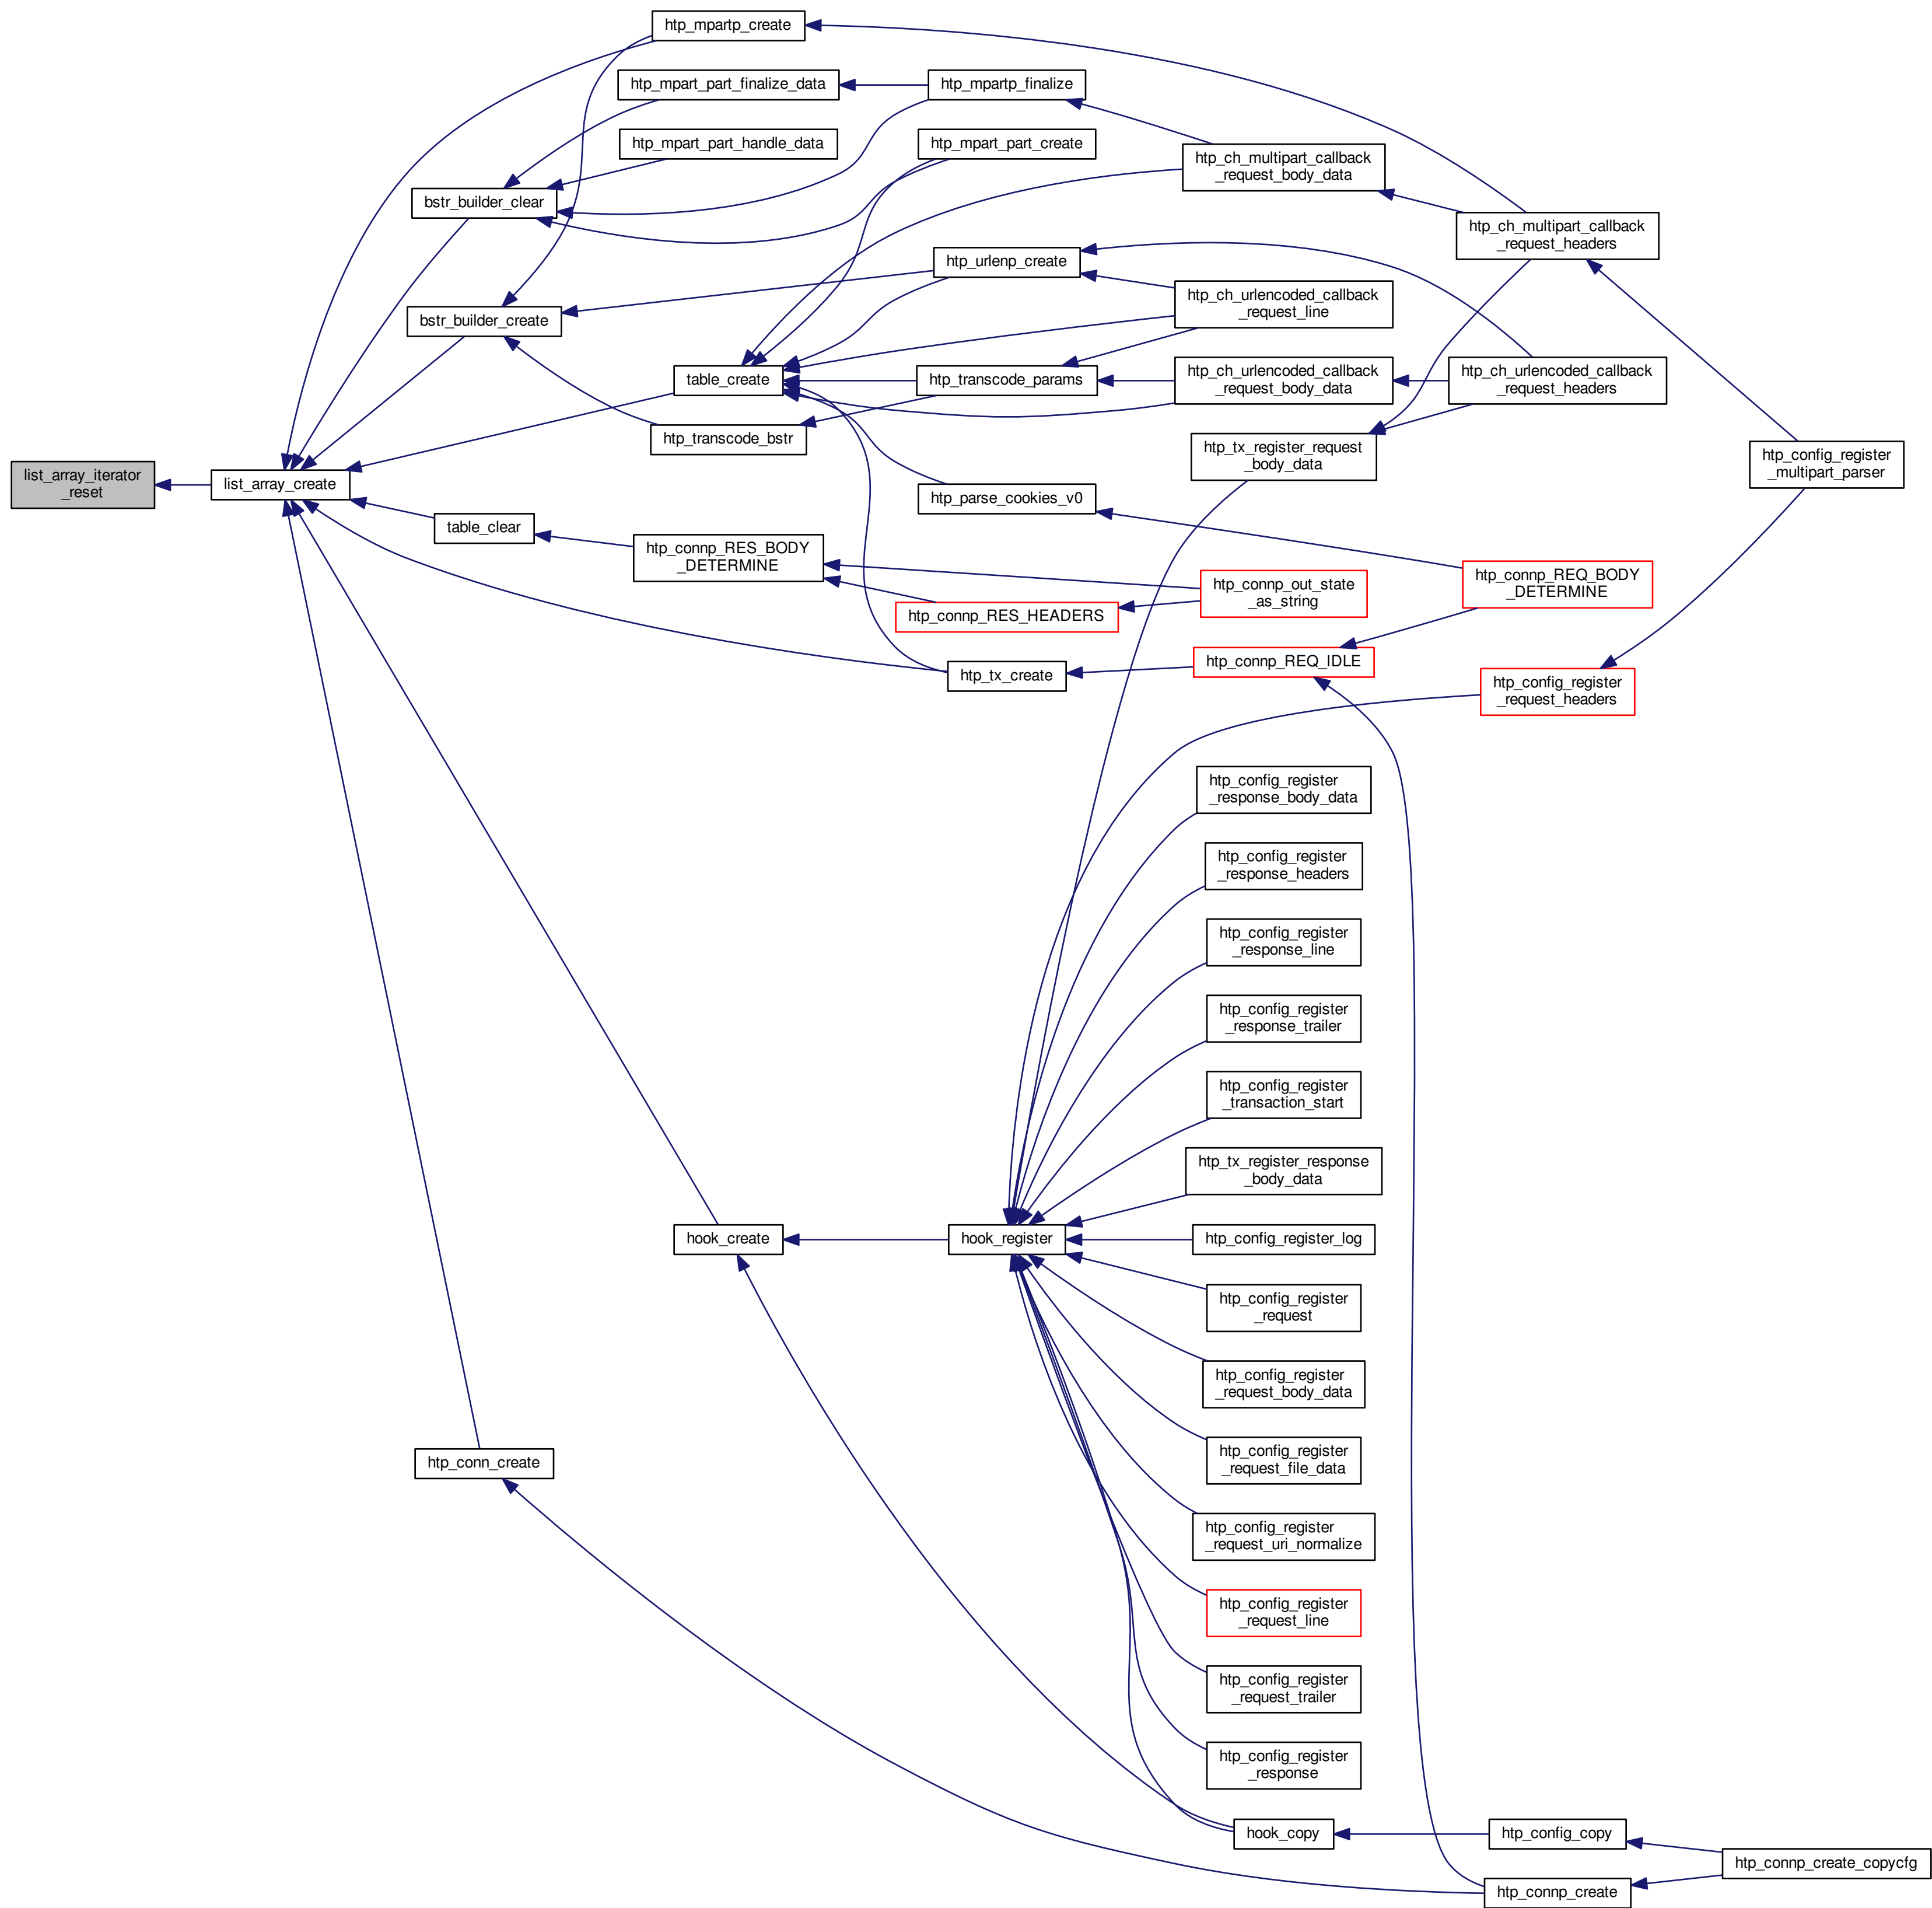 htp_mpartp_create
htp_mpart_part_finalize_data
htp_mpartp_finalize
htp_mpart_part_handle_data
htp_mpart_part_create
htp_ch_multipart_callback
_request_body_data
bstr_builder_clear
htp_ch_multipart_callback
_request_headers
htp_urlenp_create
htp_ch_urlencoded_callback
_request_line
bstr_builder_create
table_create
htp_transcode_params
htp_ch_urlencoded_callback
_request_body_data
htp_ch_urlencoded_callback
_request_headers
htp_transcode_bstr
htp_tx_register_request
_body_data
htp_config_register
_multipart_parser
list_array_iterator
_reset
list_array_create
htp_parse_cookies_v0
table_clear
htp_connp_RES_BODY
_DETERMINE
htp_connp_out_state
_as_string
htp_connp_REQ_BODY
_DETERMINE
htp_connp_RES_HEADERS
htp_connp_REQ_IDLE
htp_tx_create
htp_config_register
_request_headers
htp_config_register
_response_body_data
htp_config_register
_response_headers
htp_config_register
_response_line
htp_config_register
_response_trailer
htp_config_register
_transaction_start
htp_tx_register_response
_body_data
hook_create
hook_register
htp_config_register_log
htp_config_register
_request
htp_config_register
_request_body_data
htp_conn_create
htp_config_register
_request_file_data
htp_config_register
_request_uri_normalize
htp_config_register
_request_line
htp_config_register
_request_trailer
htp_config_register
_response
hook_copy
htp_config_copy
htp_connp_create_copycfg
htp_connp_create